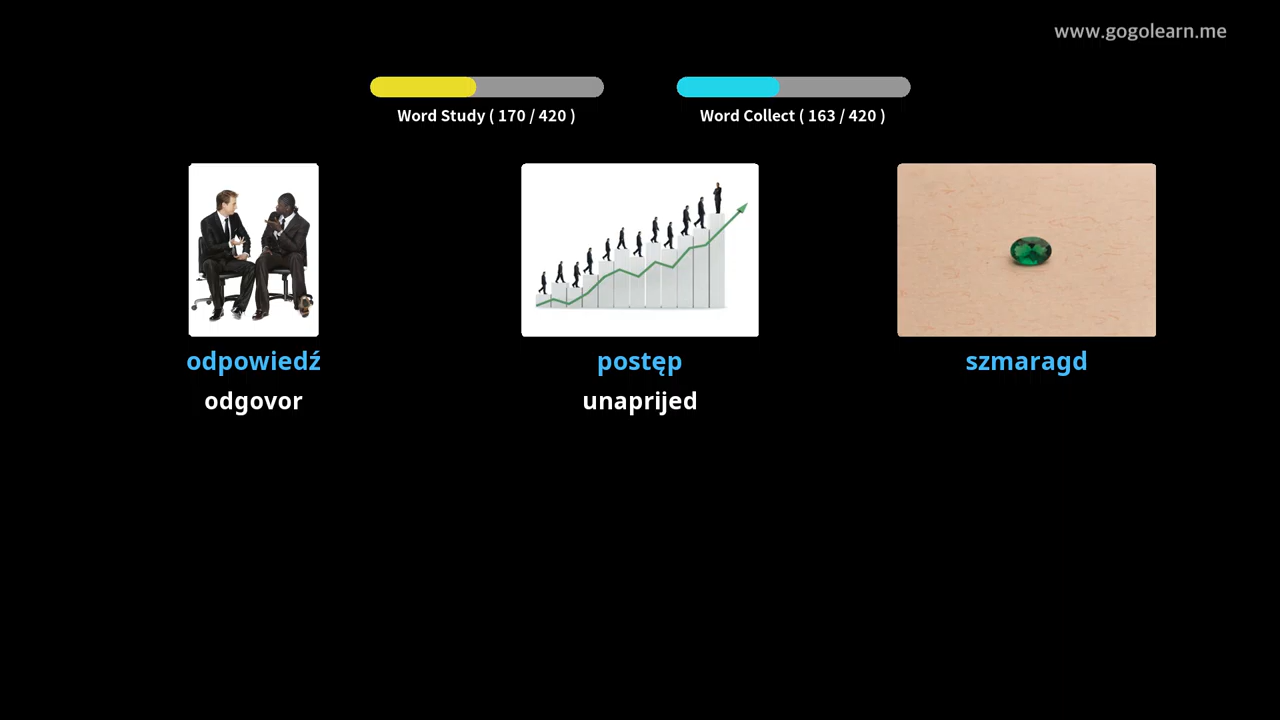 www.gogolearn.me
Word Study ( 170 / 420 )
Word Collect ( 163 / 420 )
odpowiedź
postęp
szmaragd
odgovor
unaprijed